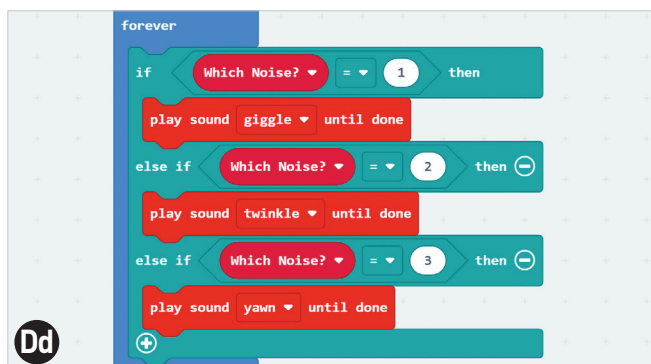 forever
if Which Noise? = 1 then
play sound giggle until done
else if Which Noise? = 2 then
play sound twinkle until done
else if Which Noise? = 3 then
play sound yawn until done
Dd